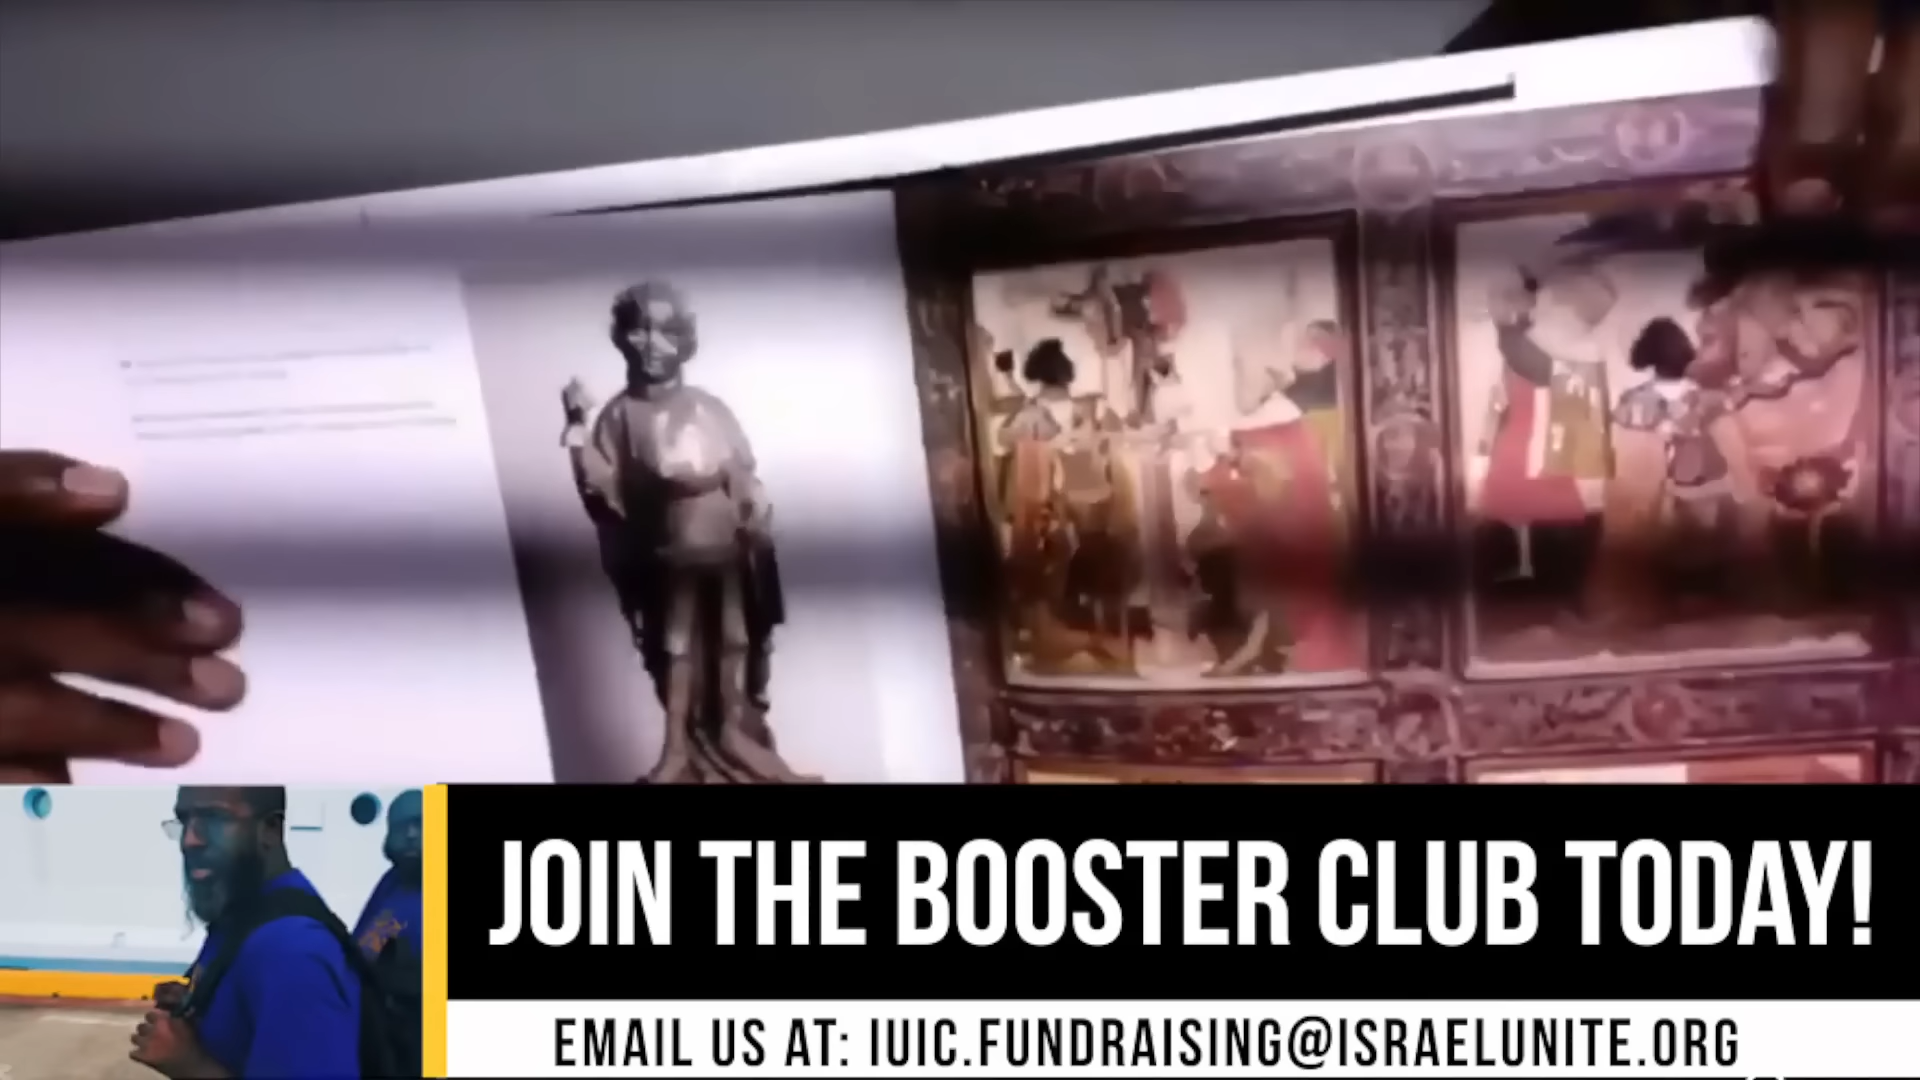 JOIN THE BOOSTER CLUB TODAY!
EMAIL US AT: IUIC.FUNDRAISING@ISRAELUNITE.ORG